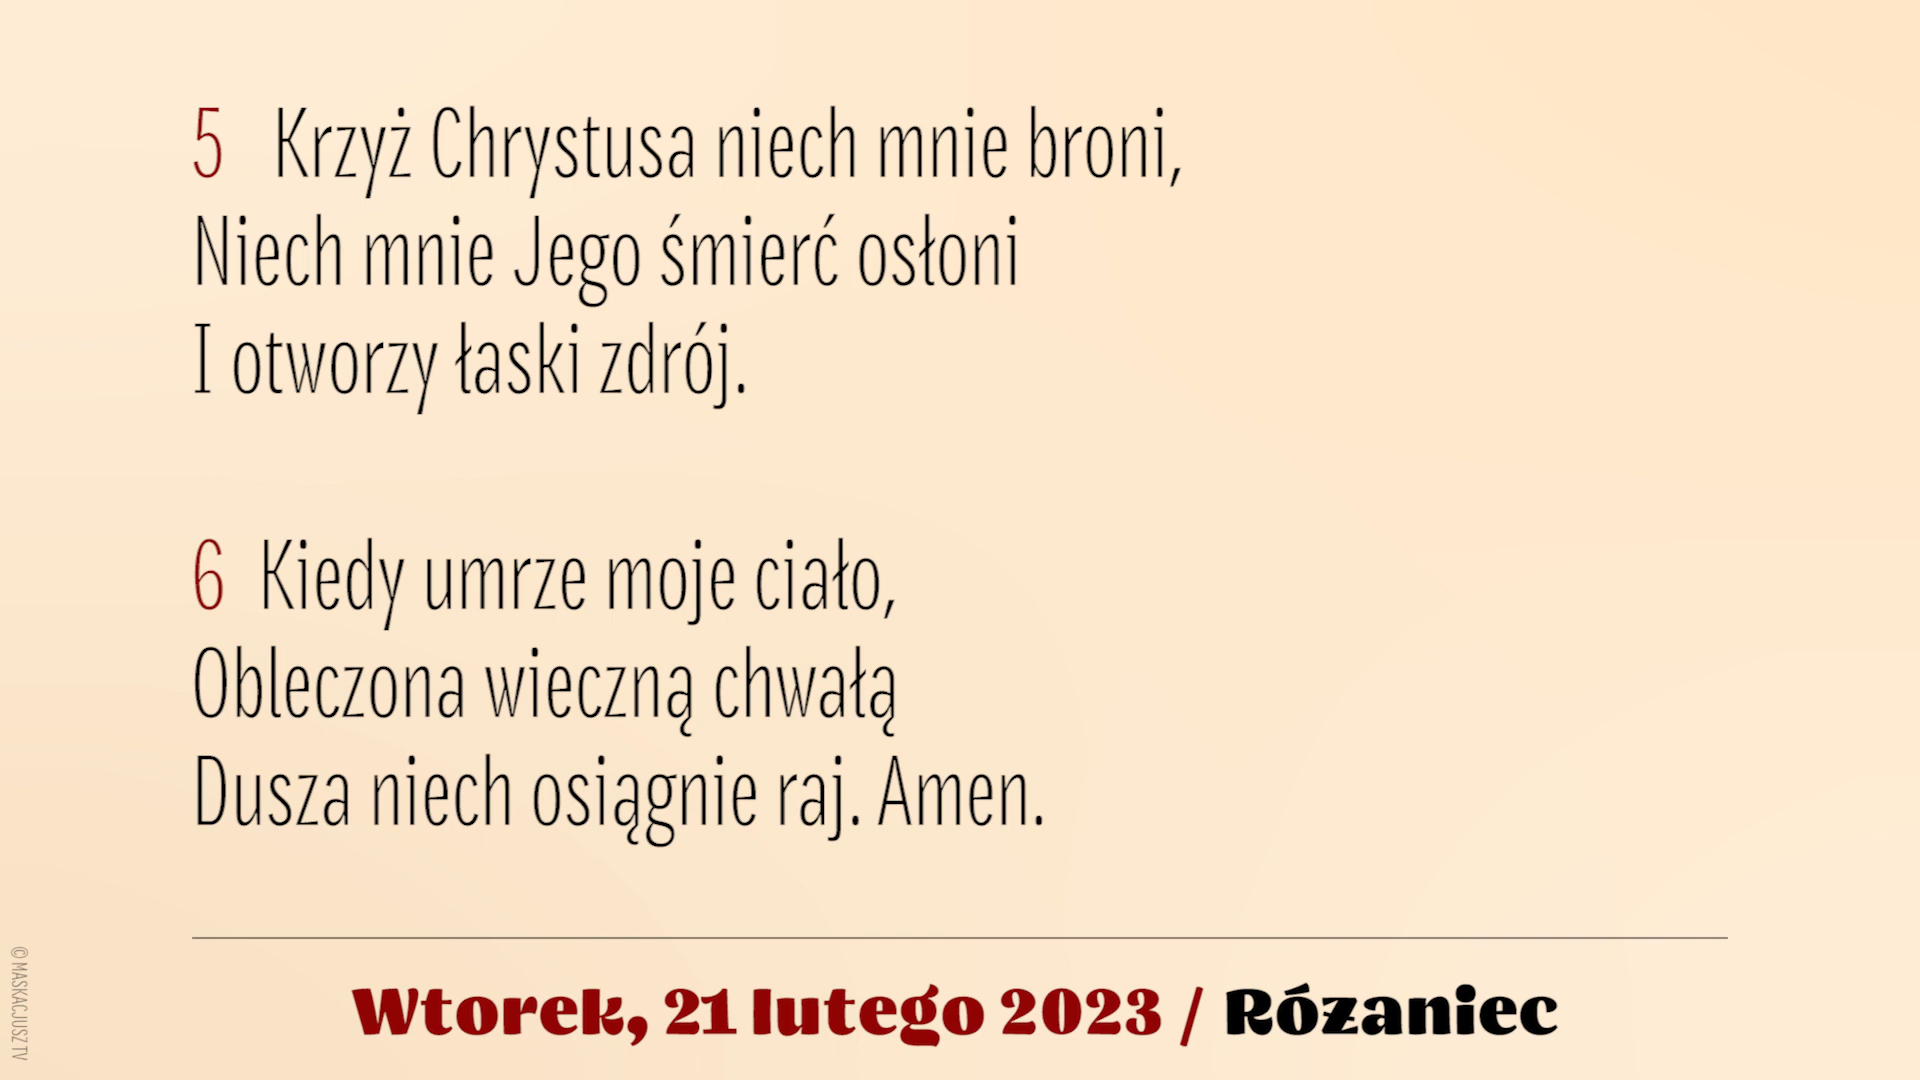 5 Krzyż Chrystusa niech mnie broni,
Niech mnie Jego śmierć osłoni
I otworzy łaski zdrój.
6 Kiedy umrze moje ciało,
Obleczona wieczną chwałą
Dusza niech osiągnie raj. Amen.
Wtorek, 21 lutego 2023 / Różaniec
© MASKACJUSZ TV